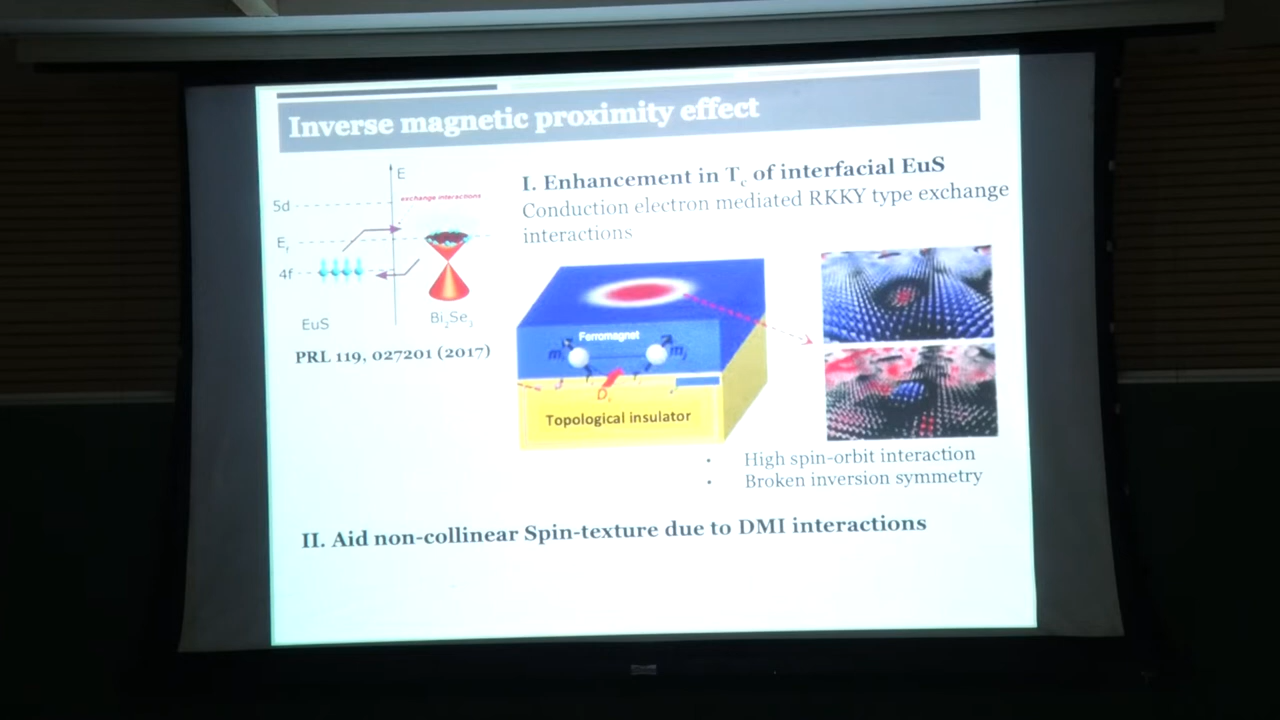 Inverse magnetic proximity effect
E
exchange interactions
5d
E
4f
EuS
Bi2Se3
PRL 119, 027201 (2017)
I. Enhancement in Tc of interfacial EuS
Conduction electron mediated RKKY type exchange
interactions
Ferromagnet
m
mj
D
Topological insulator
• High spin-orbit interaction
• Broken inversion symmetry
II. Aid non-collinear Spin-texture due to DMI interactions